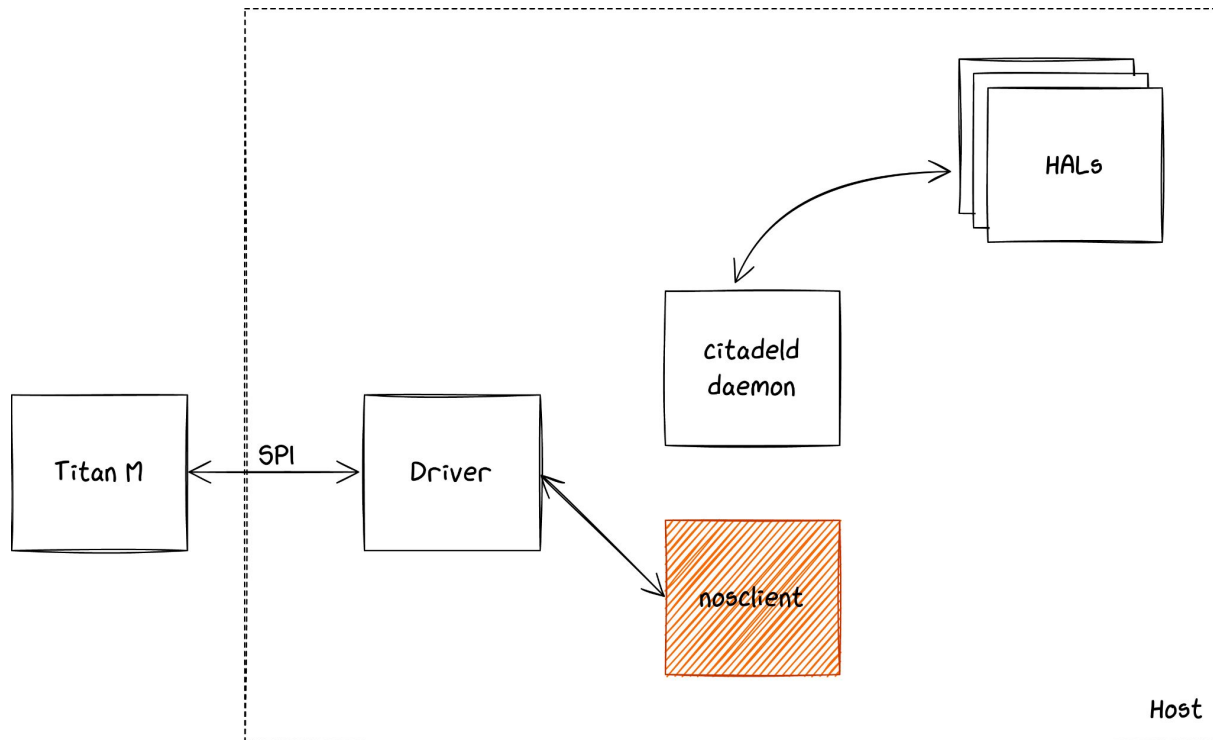 HALs
citadeld
daemon
SPI
Titan M
Driver
nosclient
Host